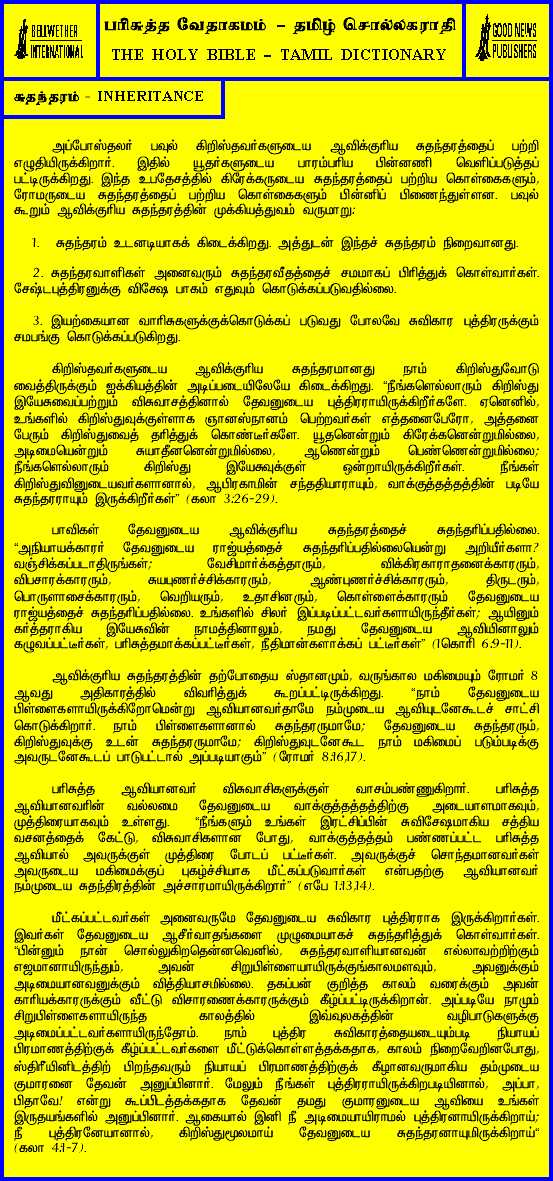 BELLWETHER
INTERNATIONAL
பரிசுத்த வேதாகமம் – தமிழ் சொல்லகராதி
THE HOLY BIBLE – TAMIL DICTIONARY
GOOD NEWS
PUBLISHERS
சுதந்தரம் - INHERITANCE
அப்போஸ்தலர் பவுல் கிறிஸ்தவர்களுடைய ஆவிக்குரிய சுதந்தரத்தைப் பற்றி
எழுதியிருக்கிறார். இதில் யூதர்களுடைய பாரம்பரிய பின்னணி வெளிப்படுத்தப்
பட்டிருக்கிறது. இந்த உபதேசத்தில் கிரேக்கருடைய சுதந்தரத்தைப் பற்றிய கொள்கைகளும்,
ரோமருடைய சுதந்தரத்தைப் பற்றிய கொள்கைகளும் பின்னிப் பிணைந்துள்ளன. பவுல்
கூறும் ஆவிக்குரிய சுதந்தரத்தின் முக்கியத்துவம் வருமாறு:
1. சுதந்தரம் உடனடியாகக் கிடைக்கிறது. அத்துடன் இந்தச் சுதந்தரம் நிறைவானது.
2. சுதந்தரவாளிகள் அனைவரும் சுதந்தரவீதத்தைச் சமமாகப் பிரித்துக் கொள்வார்கள்.
சேஷ்டபுத்திரனுக்கு விசேஷ பாகம் எதுவும் கொடுக்கப்படுவதில்லை.
3. இயற்கையான வாரிசுகளுக்குக்கொடுக்கப் படுவது போலவே சுவிகார புத்திரருக்கும்
சமபங்கு கொடுக்கப்படுகிறது.
கிறிஸ்தவர்களுடைய ஆவிக்குரிய சுதந்தரமானது நாம் கிறிஸ்துவோடு
வைத்திருக்கும் ஐக்கியத்தின் அடிப்படையிலேயே கிடைக்கிறது. “நீங்களெல்லாரும் கிறிஸ்து
இயேசுவைப்பற்றும் விசுவாசத்தினால் தேவனுடைய புத்திரராயிருக்கிறீர்களே. ஏனெனில்,
உங்களில் கிறிஸ்துவுக்குள்ளாக ஞானஸ்நானம் பெற்றவர்கள் எத்தனைபேரோ, அத்தனை
பேரும் கிறிஸ்துவைத் தரித்துக் கொண்டீர்களே. யூதனென்றும் கிரேக்கனென்றுமில்லை,
அடிமையென்றும் சுயாதீனனென்றுமில்லை, ஆணென்றும் பெண்ணென்றுமில்லை;
நீங்களெல்லாரும் கிறிஸ்து இயேசுவுக்குள் ஒன்றாயிருக்கிறீர்கள். நீங்கள்
கிறிஸ்துவினுடையவர்களானால், ஆபிரகாமின் சந்ததியாராயும், வாக்குத்தத்தத்தின் படியே
சுதந்தரராயும் இருக்கிறீர்கள்” (கலா 3:26-29).
பாவிகள் தேவனுடைய ஆவிக்குரிய சுதந்தரத்தைச் சுதந்தரிப்பதில்லை.
“அநியாயக்காரர் தேவனுடைய ராஜ்யத்தைச் சுதந்தரிப்பதில்லையென்று அறியீர்களா?
வஞ்சிக்கப்படாதிருங்கள்; வேசிமார்க்கத்தாரும், விக்கிரகாராதனைக்காரரும்,
விபசாரக்காரரும், சுயபுணர்ச்சிக்காரரும், ஆண்புணர்ச்சிக்காரரும், திருடரும்,
பொருளாசைக்காரரும், வெறியரும், உதாசினரும், கொள்ளைக்காரரும் தேவனுடைய
ராஜ்யத்தைச் சுதந்தரிப்பதில்லை. உங்களில் சிலர் இப்படிப்பட்டவர்களாயிருந்தீர்கள்; ஆயினும்
கர்த்தராகிய இயேசுவின் நாமத்தினாலும், நமது தேவனுடைய ஆவியினாலும்
கழுவப்பட்டீர்கள், பரிசுத்தமாக்கப்பட்டீர்கள், நீதிமான்களாக்கப் பட்டீர்கள்” (1கொரி 6:9-11).
ஆவிக்குரிய சுதந்தரத்தின் தற்போதைய ஸ்தானமும், வருங்கால மகிமையும் ரோமர் 8
ஆவது அதிகாரத்தில் விவரித்துக் கூறப்பட்டிருக்கிறது. “நாம் தேவனுடைய
பிள்ளைகளாயிருக்கிறோமென்று ஆவியானவர்தாமே நம்முடைய ஆவியுடனேகூடச் சாட்சி
கொடுக்கிறார். நாம் பிள்ளைகளானால் சுதந்தரருமாமே; தேவனுடைய சுதந்தரரும்,
கிறிஸ்துவுக்கு உடன் சுதந்தரருமாமே; கிறிஸ்துவுடனேகூட நாம் மகிமைப் படும்படிக்கு
அவருடனேகூடப் பாடுபட்டால் அப்படியாகும்” (ரோமர் 8:16,17).
பரிசுத்த ஆவியானவர் விசுவாசிகளுக்குள் வாசம்பண்ணுகிறார். பரிசுத்த
ஆவியானவரின் வல்லமை தேவனுடைய வாக்குத்தத்தத்திற்கு அடையாளமாகவும்,
முத்திரையாகவும் உள்ளது. “நீங்களும் உங்கள் இரட்சிப்பின் சுவிசேஷமாகிய சத்திய
வசனத்தைக் கேட்டு, விசுவாசிகளான போது, வாக்குத்தத்தம் பண்ணப்பட்ட பரிசுத்த
ஆவியால் அவருக்குள் முத்திரை போடப் பட்டீர்கள். அவருக்குச் சொந்தமானவர்கள்
அவருடைய மகிமைக்குப் புகழ்ச்சியாக மீட்கப்படுவார்கள் என்பதற்கு ஆவியானவர்
நம்முடைய சுதந்திரத்தின் அச்சாரமாயிருக்கிறார்” (எபே 1:13,14).
மீட்கப்பட்டவர்கள் அனைவருமே தேவனுடைய சுவிகார புத்திரராக இருக்கிறார்கள்.
இவர்கள் தேவனுடைய ஆசீர்வாதங்களை முழுமையாகச் சுதந்தரித்துக் கொள்வார்கள்.
“பின்னும் நான் சொல்லுகிறதென்னவெனில், சுதந்தரவாளியானவன் எல்லாவற்றிற்கும்
எஜமானாயிருந்தும், அவன் சிறுபிள்ளையாயிருக்குங்காலமளவும், அவனுக்கும்
அடிமையானவனுக்கும் வித்தியாசமில்லை. தகப்பன் குறித்த காலம் வரைக்கும் அவன்
காரியக்காரருக்கும் வீட்டு விசாரணைக்காரருக்கும் கீழ்ப்பட்டிருக்கிறான். அப்படியே நாமும்
சிறுபிள்ளைகளாயிருந்த காலத்தில் இவ்வுலகத்தின் வழிபாடுகளுக்கு
அடிமைப்பட்டவர்களாயிருந்தோம். நாம் புத்திர சுவிகாரத்தையடையும்படி நியாயப்
பிரமாணத்திற்குக் கீழ்ப்பட்டவர்களை மீட்டுக்கொள்ளத்தக்கதாக, காலம் நிறைவேறினபோது,
ஸ்திரீயினிடத்திற் பிறந்தவரும் நியாயப் பிரமாணத்திற்குக் கீழானவருமாகிய தம்முடைய
குமாரனை தேவன் அனுப்பினார். மேலும் நீங்கள் புத்திரராயிருக்கிறபடியினால், அப்பா,
பிதாவே! என்று கூப்பிடத்தக்கதாக தேவன் தமது குமாரனுடைய ஆவியை உங்கள்
இருதயங்களில் அனுப்பினார். ஆகையால் இனி நீ அடிமையாயிராமல் புத்திரனாயிருக்கிறாய்;
நீ புத்திரனேயானால், கிறிஸ்துமூலமாய் தேவனுடைய சுதந்தரனாயுமிருக்கிறாய்“
(கலா 4:1-7).